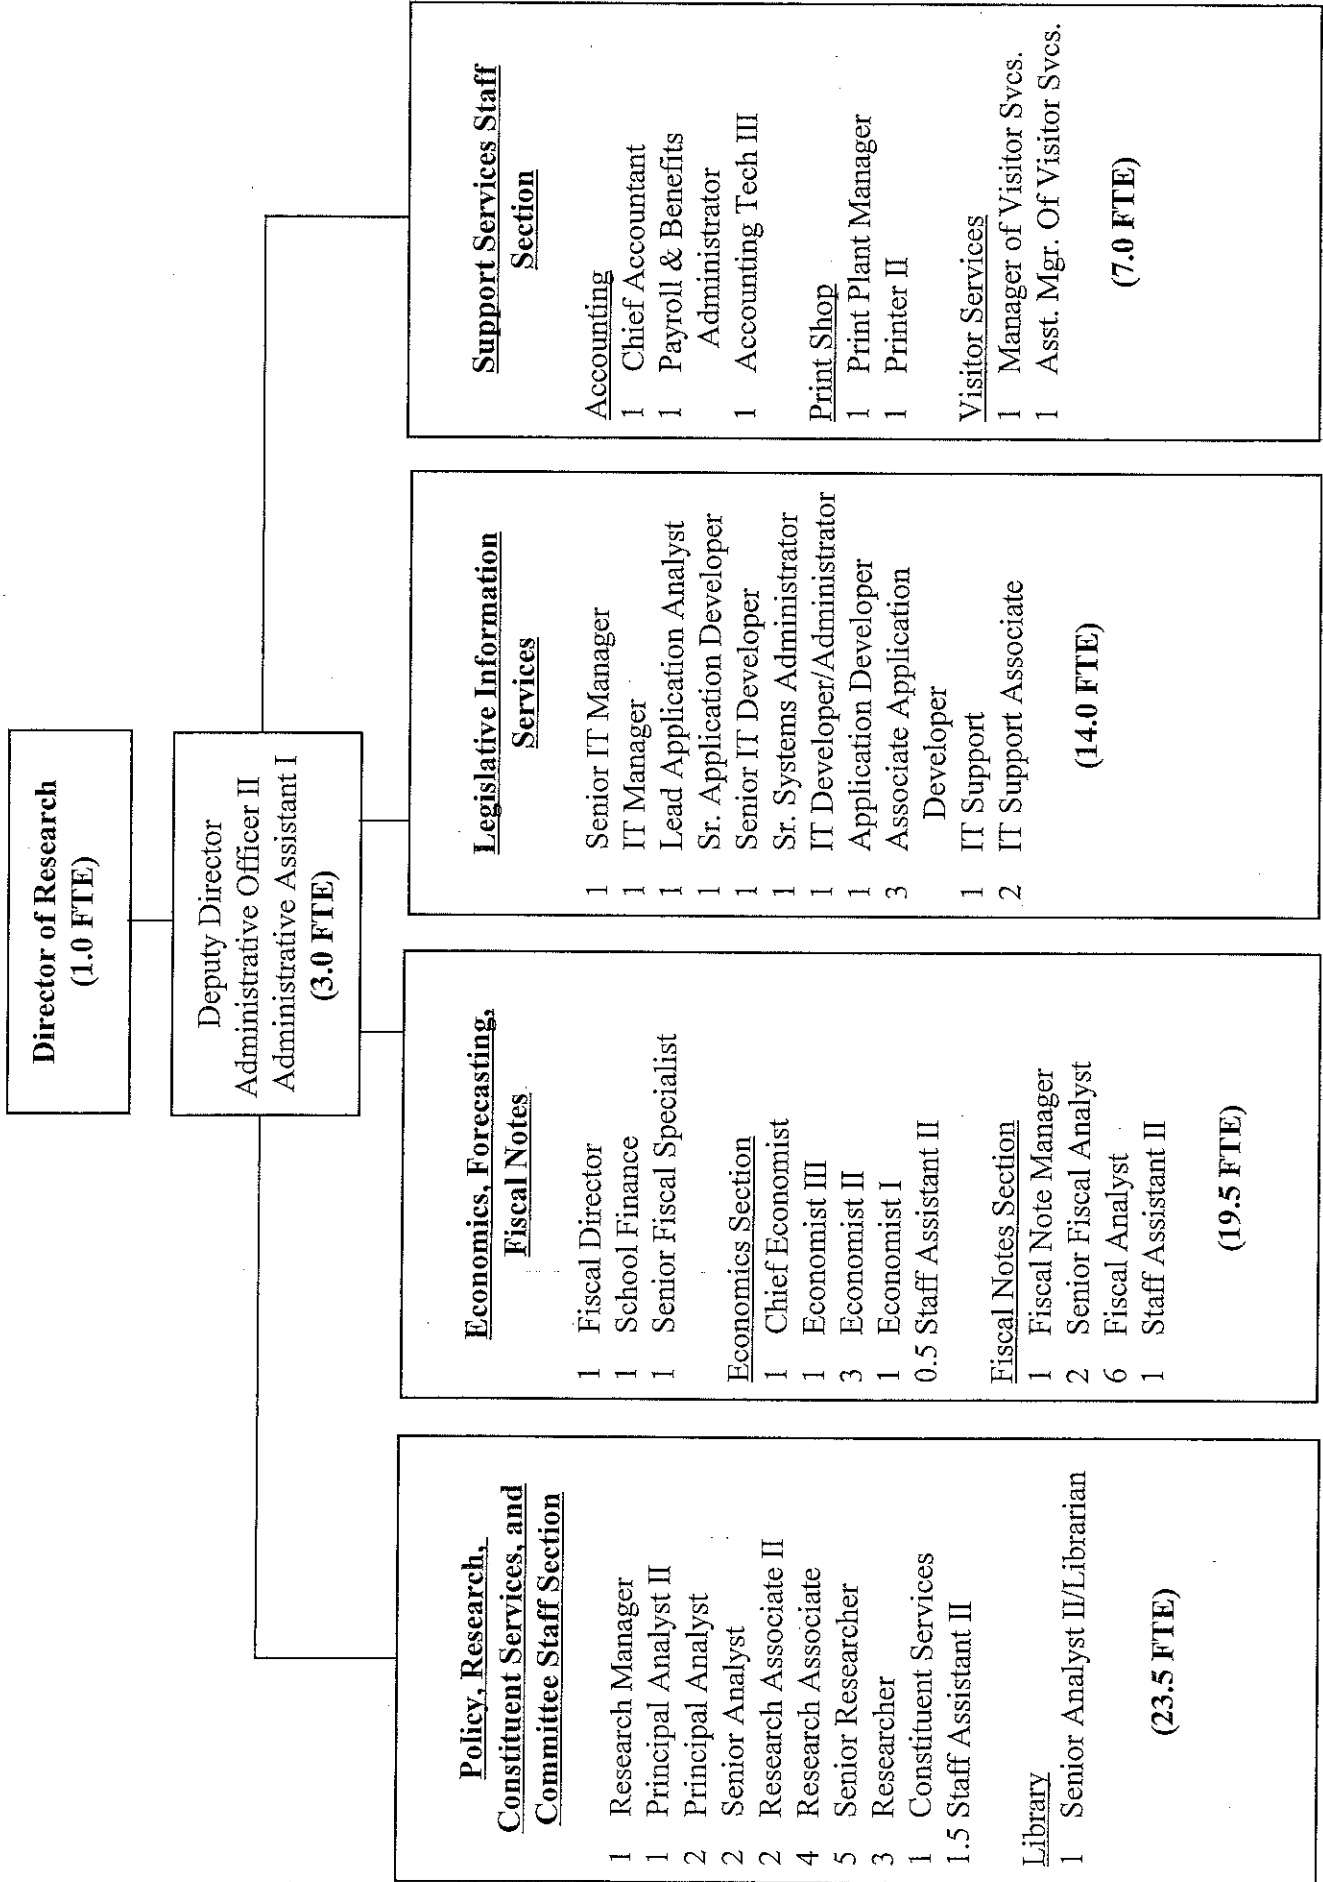 Director of Research
(1.0 FTE)
Deputy Director
Administrative Officer II
Administrative Assistant I
(3.0 FTE)
Policy, Research,
Constituent Services, and
Committee Staff Section
1 Research Manager
1 Principal Analyst II
2 Principal Analyst
2 Senior Analyst
2 Research Associate II
4 Research Associate
5 Senior Researcher
3 Researcher
1 Constituent Services
1.5 Staff Assistant II
Library
1 Senior Analyst II/Librarian
(23.5 FTE)
Economics, Forecasting,
Fiscal Notes
1 Fiscal Director
1 School Finance
1 Senior Fiscal Specialist
Economics Section
1 Chief Economist
1 Economist III
3 Economist II
1 Economist I
0.5 Staff Assistant II
Fiscal Notes Section
1 Fiscal Note Manager
2 Senior Fiscal Analyst
6 Fiscal Analyst
1 Staff Assistant II
(19.5 FTE)
Legislative Information
Services
1 Senior IT Manager
1 IT Manager
1 Lead Application Analyst
1 Sr. Application Developer
1 Senior IT Developer
1 Sr. Systems Administrator
1 IT Developer/Administrator
1 Application Developer
3 Associate Application
Developer
1 IT Support
2 IT Support Associate
(14.0 FTE)
Support Services Staff
Section
Accounting
1 Chief Accountant
1 Payroll & Benefits
Administrator
1 Accounting Tech III
Print Shop
1 Print Plant Manager
1 Printer II
Visitor Services
1 Manager of Visitor Svcs.
1 Asst. Mgr. Of Visitor Svcs.
(7.0 FTE)